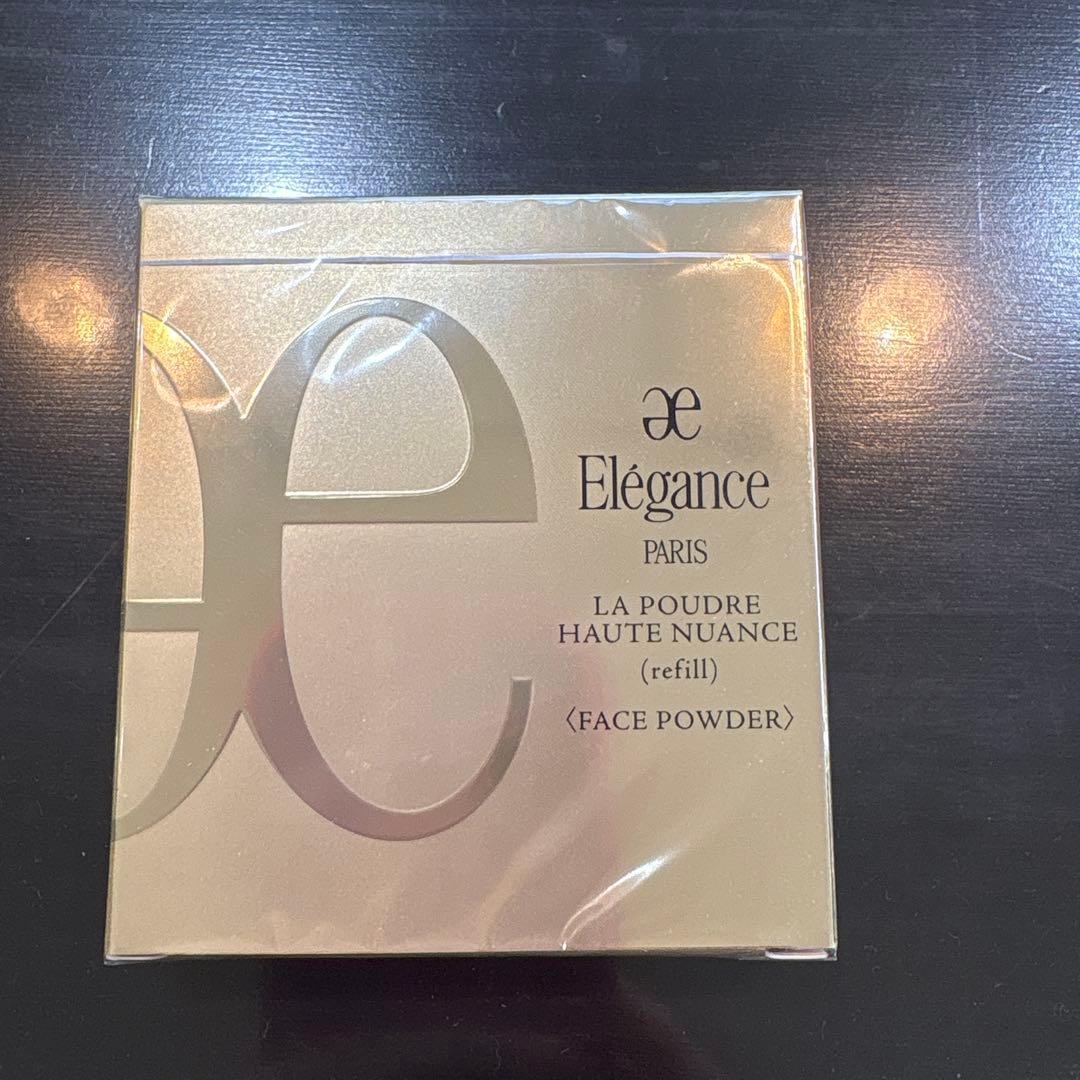 Elégance
PARIS
LA POUDRE
HAUTE NUANCE
(refill)
〈FACE POWDER〉